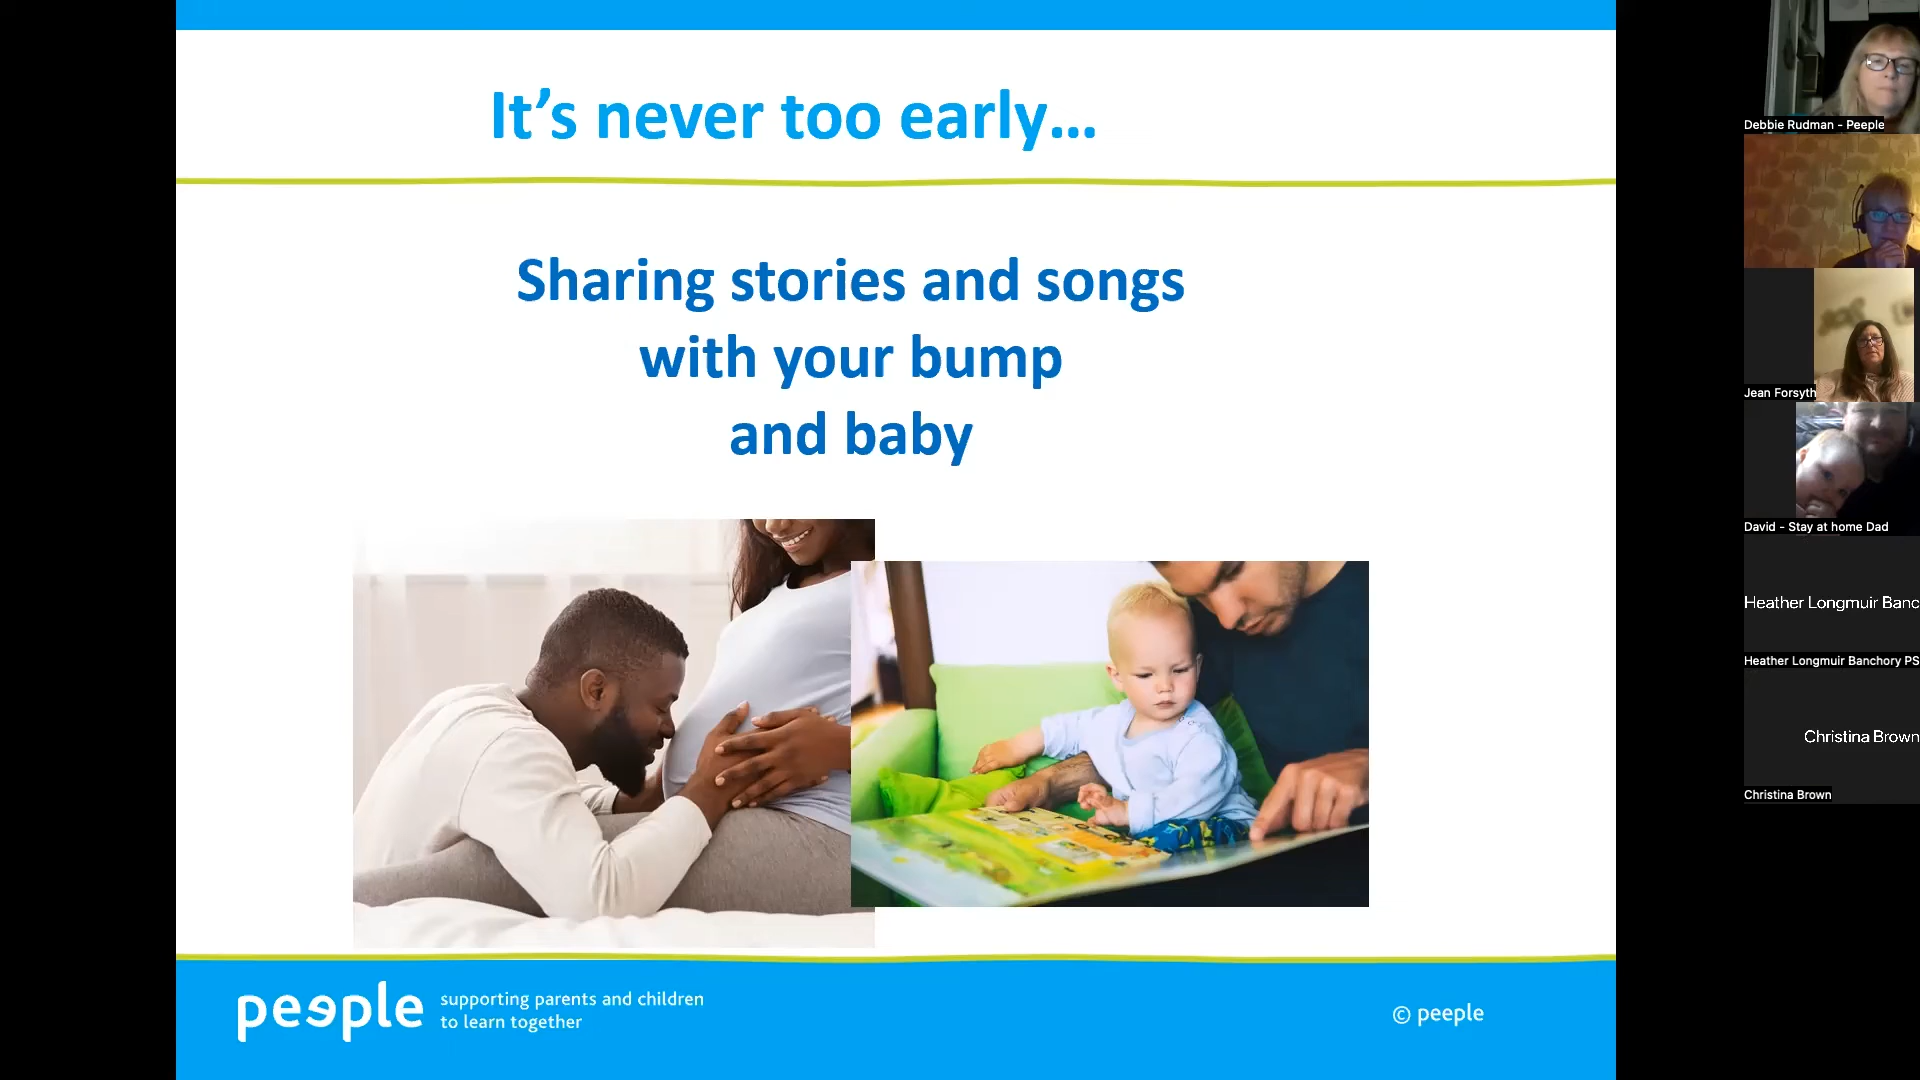 It’s never too early...
Sharing stories and songs
with your bump
and baby
peeple
supporting parents and children
to learn together
© peeple
Debbie Rudman - Peeple
Jean Forsyth
David - Stay at home Dad
Heather Longmuir Banc
Heather Longmuir Banchory PS
Christina Brown
Christina Brown